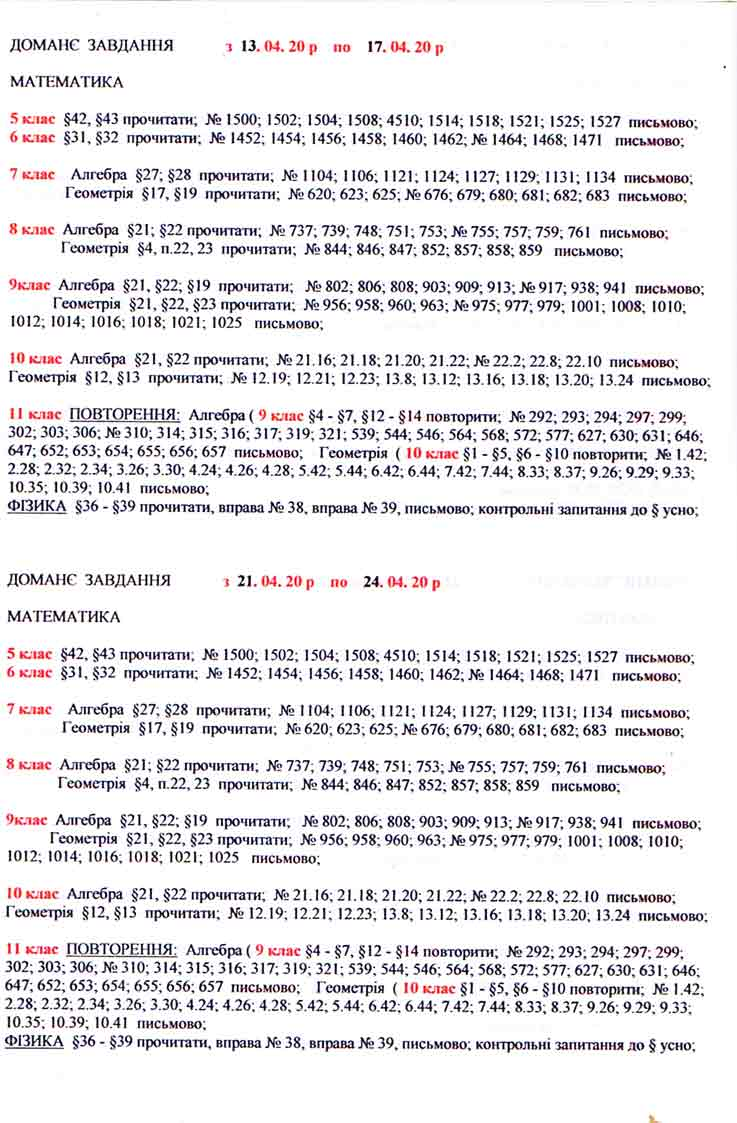 ДОМАНЄ ЗАВДАННЯ з 13. 04. 20 р по 17. 04. 20 р
МАТЕМАТИКА
5 клас §42, §43 прочитати; № 1500; 1502; 1504; 1508; 4510; 1514; 1518; 1521; 1525; 1527 письмово;
6 клас §31, §32 прочитати; № 1452; 1454; 1456; 1458; 1460; 1462; № 1464; 1468; 1471 письмово;
7 клас Алгебра §27; §28 прочитати; № 1104; 1106; 1121; 1124; 1127; 1129; 1131; 1134 письмово;
Геометрія §17, §19 прочитати; № 620; 623; 625; № 676; 679; 680; 681; 682; 683 письмово;
8 клас Алгебра §21; §22 прочитати; № 737; 739; 748; 751; 753; № 755; 757; 759; 761 письмово;
Геометрія §4, п.22, 23 прочитати; № 844; 846; 847; 852; 857; 858; 859 письмово;
9клас Алгебра §21, §22; §19 прочитати; № 802; 806; 808; 903; 909; 913; № 917; 938; 941 письмово;
Геометрія §21, §22, §23 прочитати; № 956; 958; 960; 963; № 975; 977; 979; 1001; 1008; 1010;
1012; 1014; 1016; 1018; 1021; 1025 письмово;
10 клас Алгебра §21, §22 прочитати; № 21.16; 21.18; 21.20; 21.22; № 22.2; 22.8; 22.10 письмово;
Геометрія §12, §13 прочитати; № 12.19; 12.21; 12.23; 13.8; 13.12; 13.16; 13.18; 13.20; 13.24 письмово;
11 клас ПОВТОРЕННЯ: Алгебра ( 9 клас §4 - §7, §12 - §14 повторити; № 292; 293; 294; 297; 299;
302; 303; 306; № 310; 314; 315; 316; 317; 319; 321; 539; 544; 546; 564; 568; 572; 577; 627; 630; 631; 646;
647; 652; 653; 654; 655; 656; 657 письмово; Геометрія ( 10 клас §1 - §5, §6 - §10 повторити; № 1.42;
2.28; 2.32; 2.34; 3.26; 3.30; 4.24; 4.26; 4.28; 5.42; 5.44; 6.42; 6.44; 7.42; 7.44; 8.33; 8.37; 9.26; 9.29; 9.33;
10.35; 10.39; 10.41 письмово;
ФІЗИКА §36 - §39 прочитати, вправа № 38, вправа № 39, письмово; контрольні запитання до § усно;
ДОМАНЄ ЗАВДАННЯ з 21. 04. 20 р по 24. 04. 20 р
МАТЕМАТИКА
5 клас §42, §43 прочитати; № 1500; 1502; 1504; 1508; 4510; 1514; 1518; 1521; 1525; 1527 письмово;
6 клас §31, §32 прочитати; № 1452; 1454; 1456; 1458; 1460; 1462; № 1464; 1468; 1471 письмово;
7 клас Алгебра §27; §28 прочитати; № 1104; 1106; 1121; 1124; 1127; 1129; 1131; 1134 письмово;
Геометрія §17, §19 прочитати; № 620; 623; 625; № 676; 679; 680; 681; 682; 683 письмово;
8 клас Алгебра §21; §22 прочитати; № 737; 739; 748; 751; 753; № 755; 757; 759; 761 письмово;
Геометрія §4, п.22, 23 прочитати; № 844; 846; 847; 852; 857; 858; 859 письмово;
9клас Алгебра §21, §22; §19 прочитати; № 802; 806; 808; 903; 909; 913; № 917; 938; 941 письмово;
Геометрія §21, §22, §23 прочитати; № 956; 958; 960; 963; № 975; 977; 979; 1001; 1008; 1010;
1012; 1014; 1016; 1018; 1021; 1025 письмово;
10 клас Алгебра §21, §22 прочитати; № 21.16; 21.18; 21.20; 21.22; № 22.2; 22.8; 22.10 письмово;
Геометрія §12, §13 прочитати; № 12.19; 12.21; 12.23; 13.8; 13.12; 13.16; 13.18; 13.20; 13.24 письмово;
11 клас ПОВТОРЕННЯ: Алгебра ( 9 клас §4 - §7, §12 - §14 повторити; № 292; 293; 294; 297; 299;
302; 303; 306; № 310; 314; 315; 316; 317; 319; 321; 539; 544; 546; 564; 568; 572; 577; 627; 630; 631; 646;
647; 652; 653; 654; 655; 656; 657 письмово; Геометрія ( 10 клас §1 - §5, §6 - §10 повторити; № 1.42;
2.28; 2.32; 2.34; 3.26; 3.30; 4.24; 4.26; 4.28; 5.42; 5.44; 6.42; 6.44; 7.42; 7.44; 8.33; 8.37; 9.26; 9.29; 9.33;
10.35; 10.39; 10.41 письмово;
ФІЗИКА §36 - §39 прочитати, вправа № 38, вправа № 39, письмово; контрольні запитання до § усно;